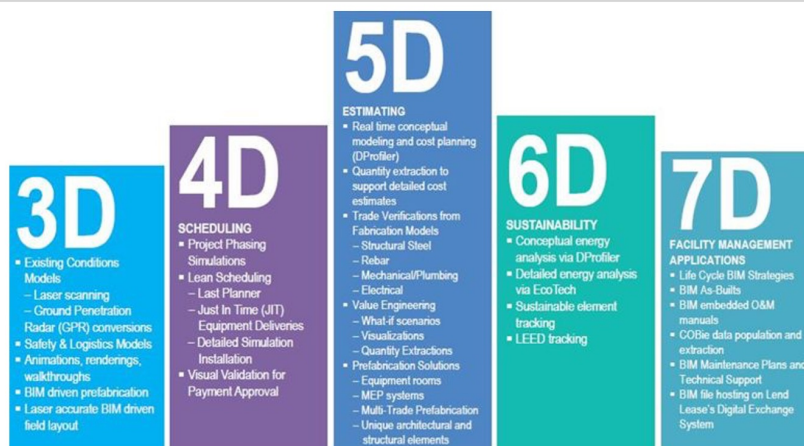 3D
▪ Existing Conditions
Models
– Laser scanning
– Ground Penetration
Radar (GPR) conversions
▪ Safety & Logistics Models
▪ Animations, renderings,
walkthroughs
▪ BIM driven prefabrication
▪ Laser accurate BIM driven
field layout
4D
SCHEDULING
▪ Project Phasing
Simulations
▪ Lean Scheduling
– Last Planner
– Just In Time (JIT)
Equipment Deliveries
– Detailed Simulation
Installation
▪ Visual Validation for
Payment Approval
5D
ESTIMATING
▪ Real time conceptual
modeling and cost planning
(DProfiler)
▪ Quantity extraction to
support detailed cost
estimates
▪ Trade Verifications from
Fabrication Models
– Structural Steel
– Rebar
– Mechanical/Plumbing
– Electrical
▪ Value Engineering
– What-if scenarios
– Visualizations
– Quantity Extractions
▪ Prefabrication Solutions
– Equipment rooms
– MEP systems
– Multi-Trade Prefabrication
– Unique architectural and
structural elements
6D
SUSTAINABILITY
▪ Conceptual energy
analysis via DProfiler
▪ Detailed energy analysis
via EcoTech
▪ Sustainable element
tracking
▪ LEED tracking
7D
FACILITY MANAGEMENT
APPLICATIONS
▪ Life Cycle BIM Strategies
▪ BIM As-Builts
▪ BIM embedded O&M
manuals
▪ COBie data population and
extraction
▪ BIM Maintenance Plans and
Technical Support
▪ BIM file hosting on Lend
Lease's Digital Exchange
System